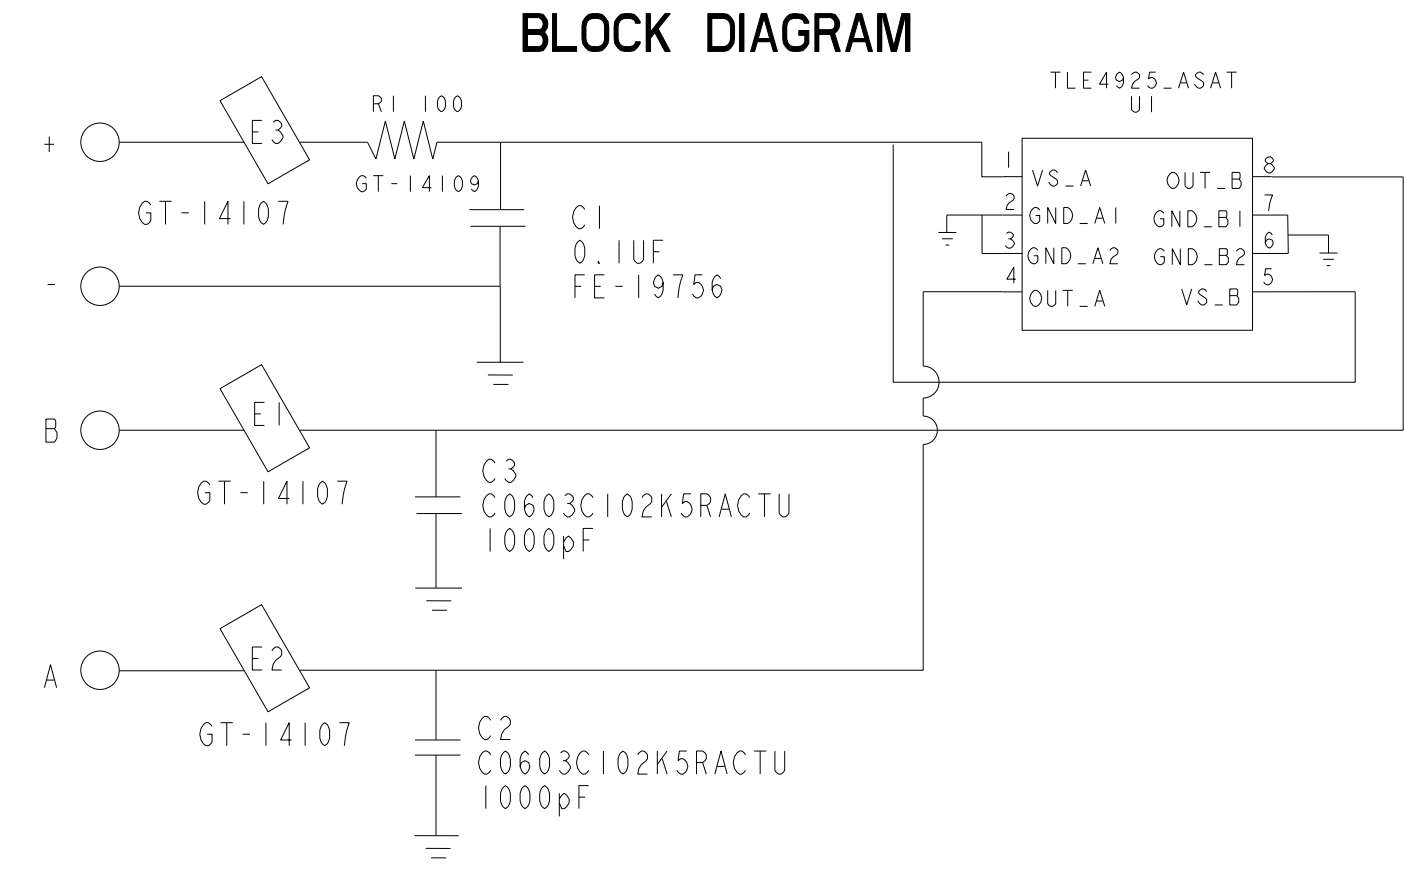 BLOCK DIAGRAM
TLE4925_ASAT
U1
R1 100
E3
+
GT-14109
GT-14107
1
VS_A
2
GND_A1
3
GND_A2
4
OUT_A
8
OUT_B
7
GND_B1
6
GND_B2
5
VS_B
C1
0.1UF
FE-19756
-
E1
B
GT-14107
C3
C0603C102K5RACTU
1000pF
E2
A
GT-14107
C2
C0603C102K5RACTU
1000pF